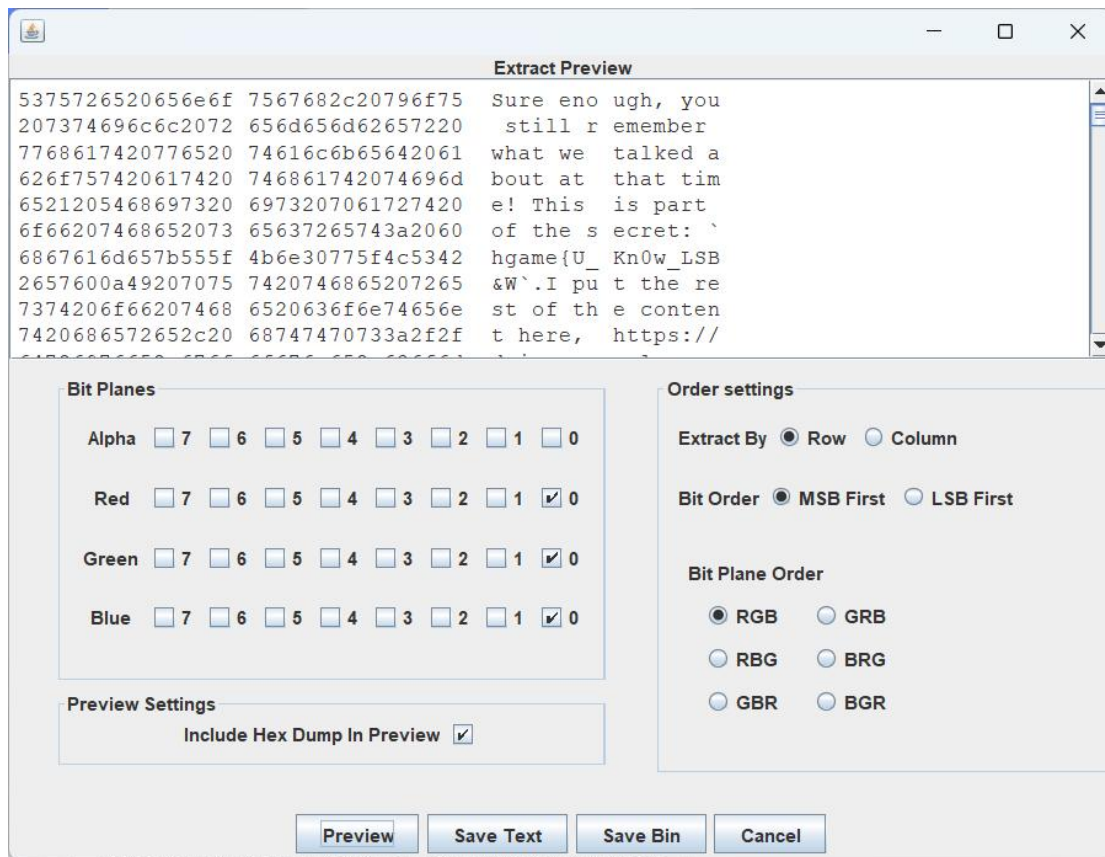 Extract Preview
5375726520656e6f 7567682c20796f75 Sure eno ugh, you
207374696c6c2072 656d656d62657220 still r emember
7768617420776520 74616c6b65642061 what we  talked a
626f757420617420 746861742074696d bout at  that tim
6521205468697320 6973207061727420 e! This  is part
6f66207468652073 65637265743a2060 of the s ecret: `
6867616d657b555f 4b6e30775f4c5342 hgame{U_ Kn0w_LSB
2657600a49207075 7420746865207265 &W`.I pu t the re
7374206f66207468 6520636f6e74656e st of th e conten
7420686572652c20 68747470733a2f2f t here,  https://
Bit Planes
Alpha 7 6 5 4 3 2 1 0
Red 7 6 5 4 3 2 1 0
Green 7 6 5 4 3 2 1 0
Blue 7 6 5 4 3 2 1 0
Preview Settings
Include Hex Dump In Preview
Order settings
Extract By Row Column
Bit Order MSB First LSB First
Bit Plane Order
RGB GRB
RBG BRG
GBR BGR
Preview Save Text Save Bin Cancel